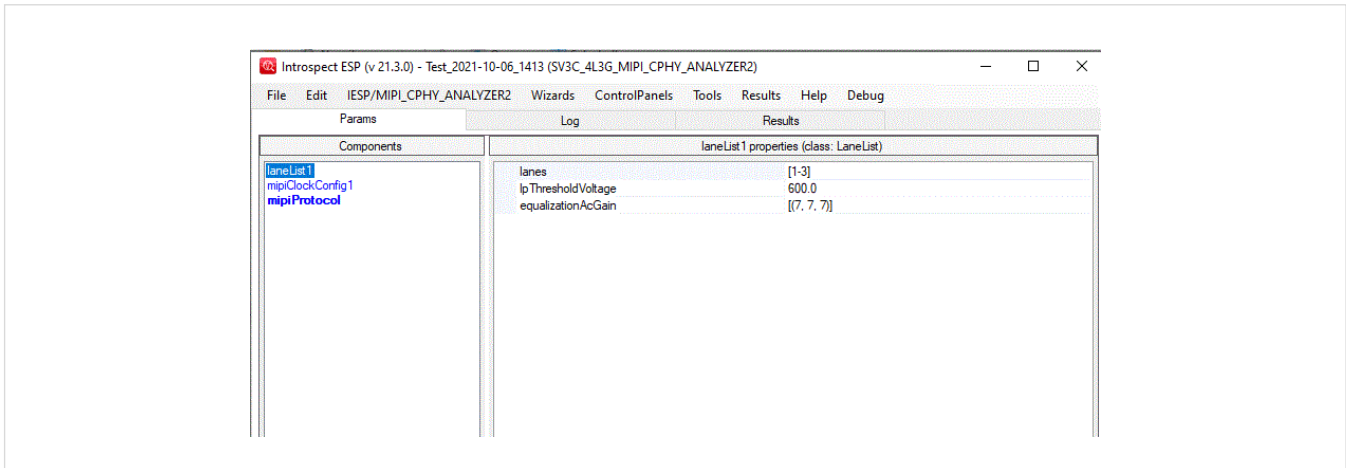 Introspect ESP (v 21.3.0) - Test_2021-10-06_1413 (SV3C_4L3G_MIPI_CPHY_ANALYZER2)
File Edit IESP/MIPI_CPHY_ANALYZER2 Wizards ControlPanels Tools Results Help Debug
Params Log Results
Components laneList1 properties (class: LaneList)
laneList1
mipiClockConfig1
mipiProtocol
lanes [1-3]
lpThresholdVoltage 600.0
equalizationAcGain [(7, 7, 7)]